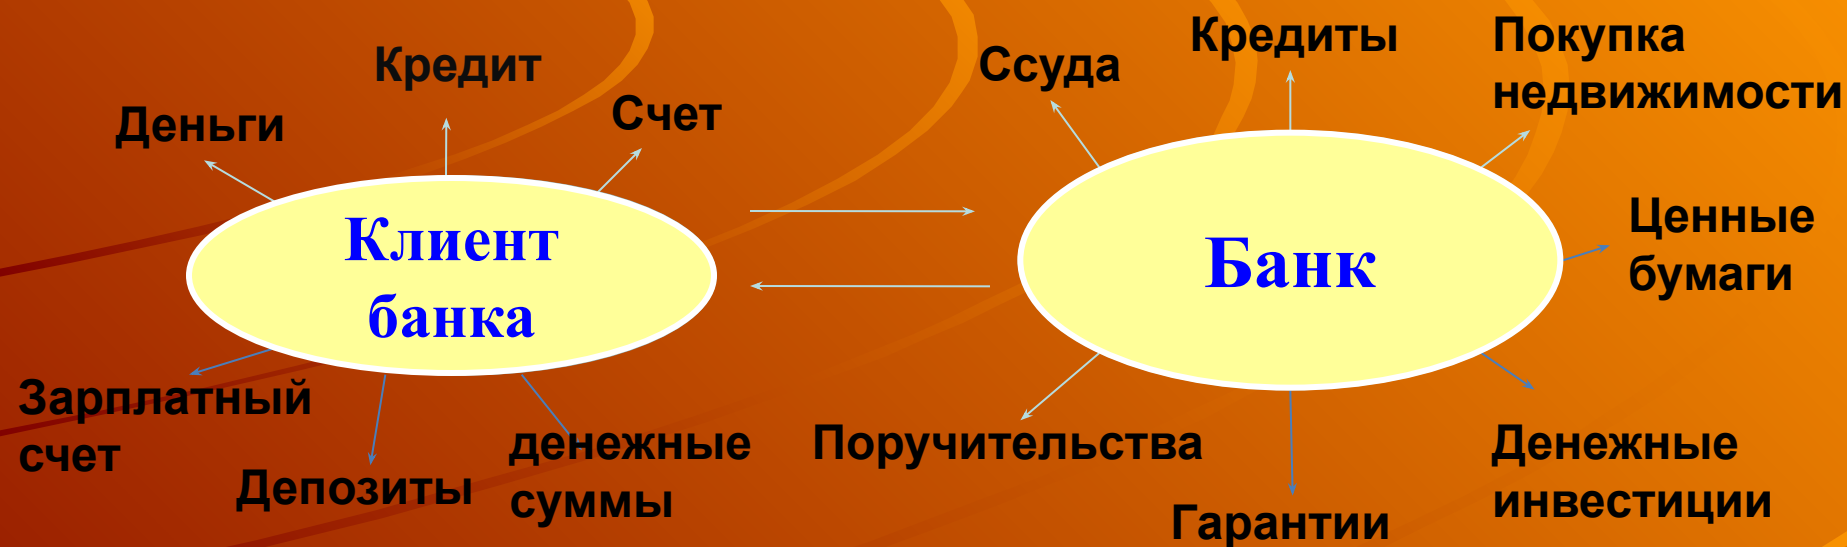 Кредит
Деньги
Счет
Клиент
банка
Зарплатный
счет
Депозиты
денежные
суммы
Ссуда
Кредиты
Покупка
недвижимости
Банк
Ценные
бумаги
Поручительства
Гарантии
Денежные
инвестиции